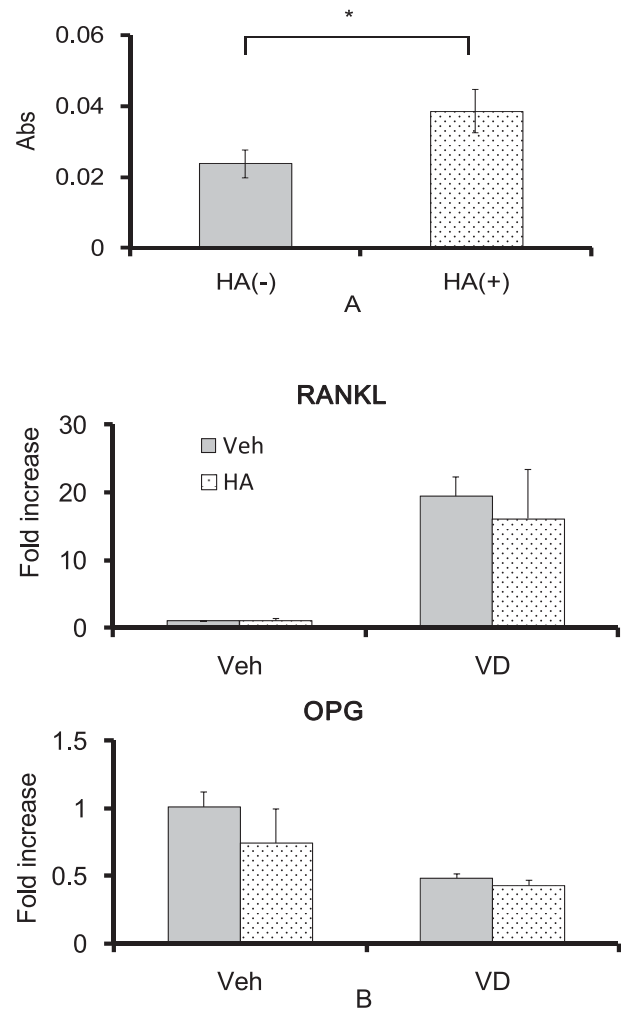 *
0.06
0.04
0.02
0
Abs
HA(-) HA(+)
A
RANKL
30
20
10
0
Fold increase
Veh
HA
Veh VD
OPG
1.5
1
0.5
0
Fold increase
Veh VD
B